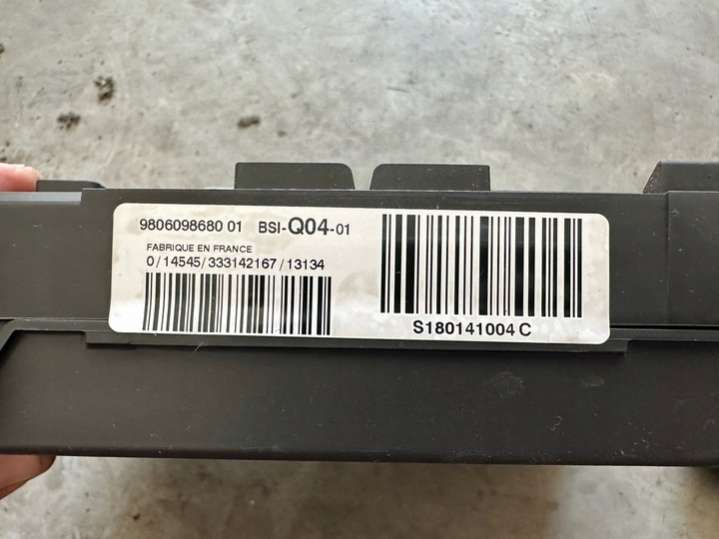 9806098680 01 BSI-Q04-01
FABRIQUE EN FRANCE
0/14545/333142167/13134
S180141004 C